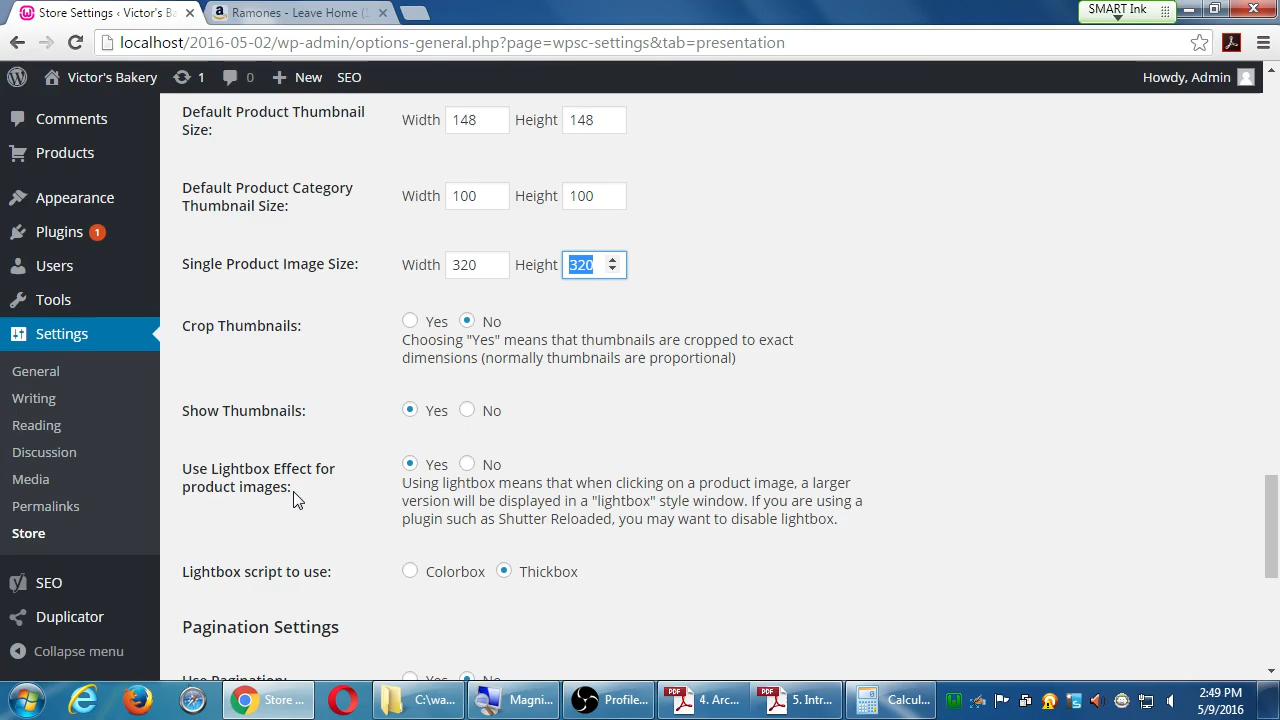 Store Settings ‹ Victor's Ba
Ramones - Leave Home (1
SMART Ink
localhost/2016-05-02/wp-admin/options-general.php?page=wpsc-settings&tab=presentation
Victor's Bakery
1
0
New
SEO
Howdy, Admin
Comments
Products
Appearance
Plugins 1
Users
Tools
Settings
General
Writing
Reading
Discussion
Media
Permalinks
Store
SEO
Duplicator
Collapse menu
Default Product Thumbnail
Size:
Width 148 Height 148
Default Product Category
Thumbnail Size:
Width 100 Height 100
Single Product Image Size:
Width 320 Height 320
Crop Thumbnails:
Yes No
Choosing "Yes" means that thumbnails are cropped to exact
dimensions (normally thumbnails are proportional)
Show Thumbnails:
Yes No
Use Lightbox Effect for
product images:
Yes No
Using lightbox means that when clicking on a product image, a larger
version will be displayed in a "lightbox" style window. If you are using a
plugin such as Shutter Reloaded, you may want to disable lightbox.
Lightbox script to use:
Colorbox Thickbox
Pagination Settings
Use Pagination:
Yes No
Store ...
C:\wa...
Magni...
Profile...
4. Arc...
5. Intr...
Calcul...
2:49 PM
5/9/2016